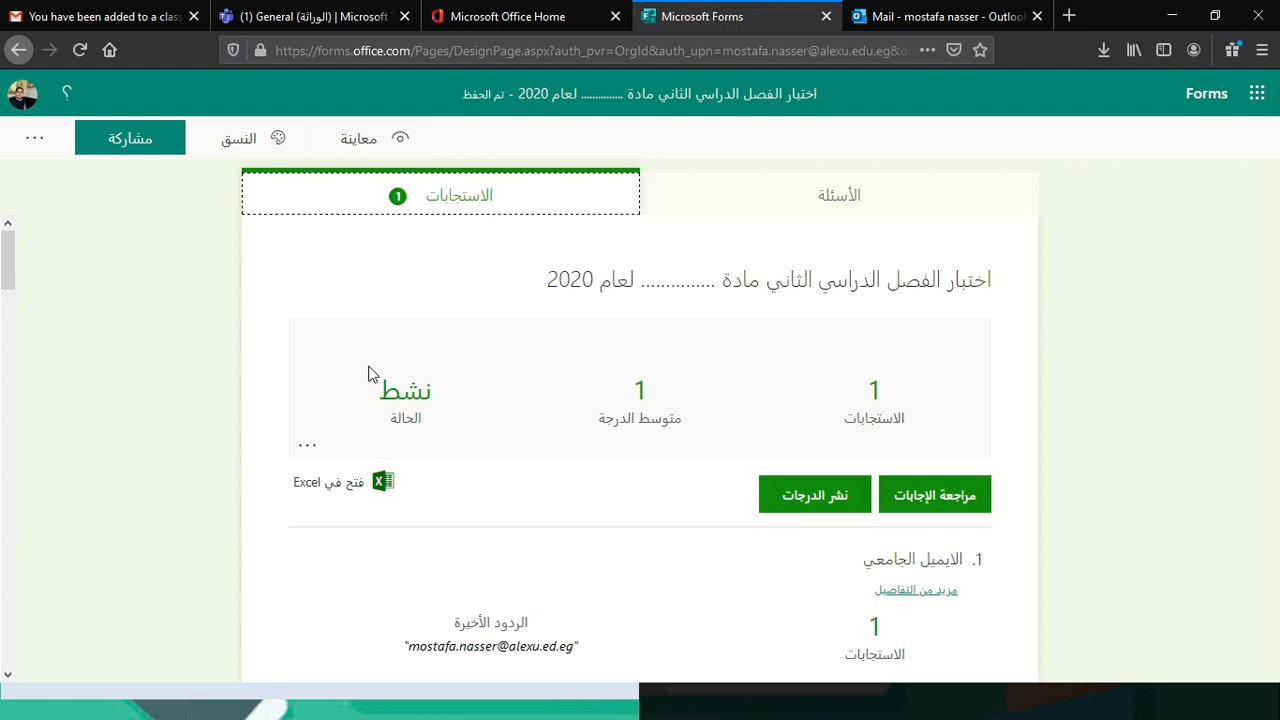 You have been added to a clas
(1) General (الوراثة) | Microsoft T
Microsoft Office Home
Microsoft Forms
Mail - mostafa nasser - Outlool
https://forms.office.com/Pages/DesignPage.aspx?auth_pvr=OrgId&auth_upn=mostafa.nasser@alexu.edu.eg&o
Forms
اختبار الفصل الدراسي الثاني مادة ............... لعام 2020 - تم الحفظ
؟
معاينة
النسق
مشاركة
...
الأسئلة
الاستجابات 1
اختبار الفصل الدراسي الثاني مادة ............... لعام 2020
1
الاستجابات
1
متوسط الدرجة
نشط
الحالة
...
مراجعة الإجابات
نشر الدرجات
فتح في Excel
1. الايميل الجامعي
مزيد من التفاصيل
1
الاستجابات
الردود الأخيرة
"mostafa.nasser@alexu.ed.eg"